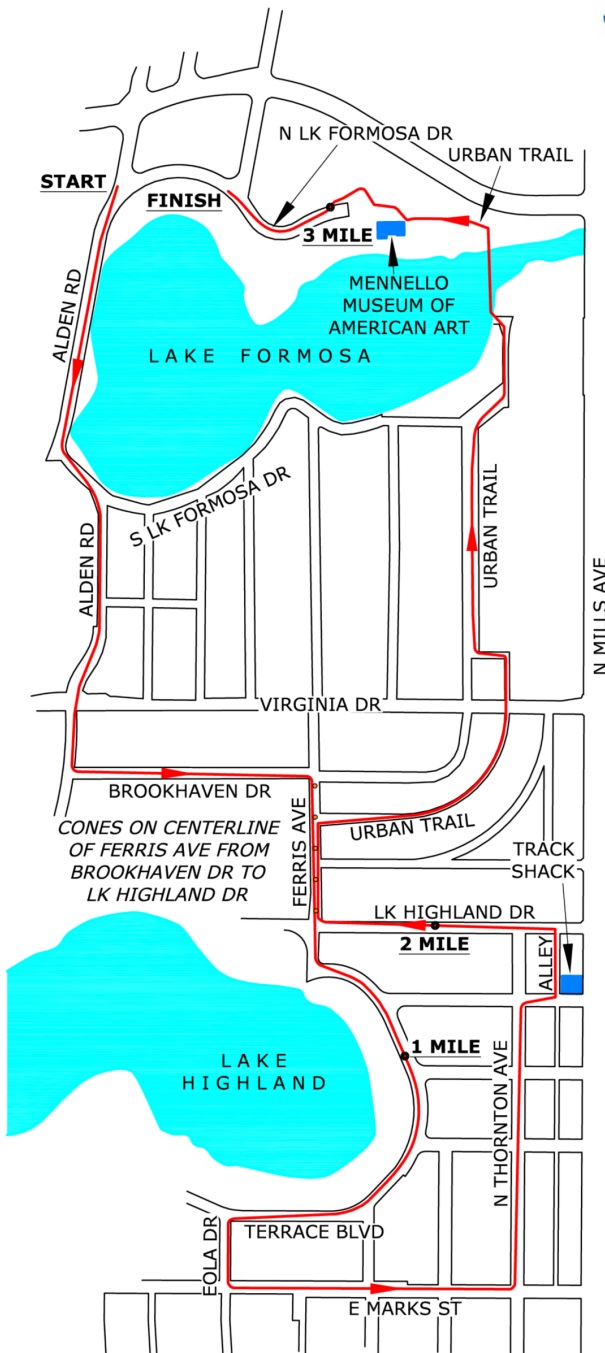 N LK FORMOSA DR
URBAN TRAIL
START
FINISH
3 MILE
MENNELLO
MUSEUM OF
AMERICAN ART
ALDEN RD
LAKE FORMOSA
S LK FORMOSA DR
ALDEN RD
URBAN TRAIL
N MILLS AVE
VIRGINIA DR
BROOKHAVEN DR
CONES ON CENTERLINE
OF FERRIS AVE FROM
BROOKHAVEN DR TO
LK HIGHLAND DR
FERRIS AVE
URBAN TRAIL
TRACK
SHACK
LK HIGHLAND DR
2 MILE
ALLEY
1 MILE
LAKE
HIGHLAND
N THORNTON AVE
EOLA DR
TERRACE BLVD
E MARKS ST